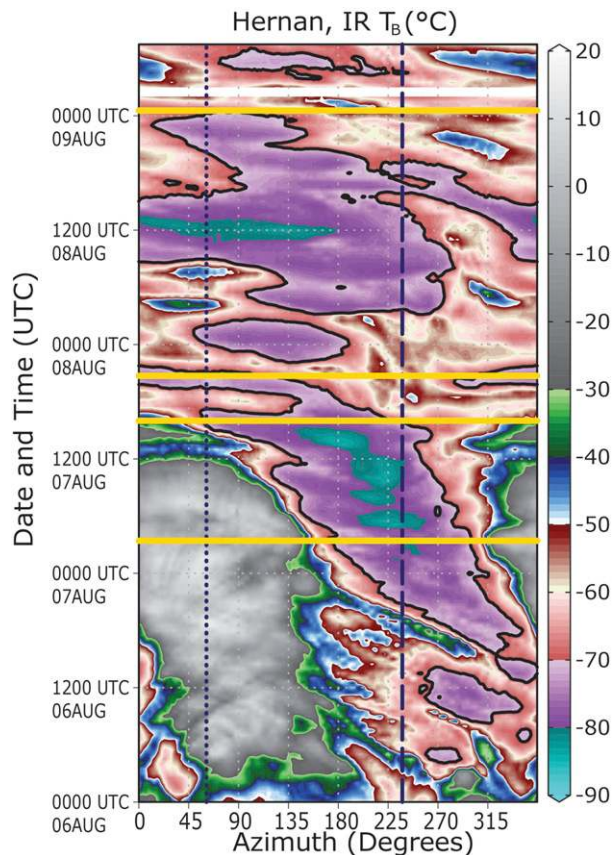 Hernan, IR TB (°C)
Date and Time (UTC)
0000 UTC
09AUG
1200 UTC
08AUG
0000 UTC
08AUG
1200 UTC
07AUG
0000 UTC
07AUG
1200 UTC
06AUG
0000 UTC
06AUG
0 45 90 135 180 225 270 315
Azimuth (Degrees)
20
10
0
-10
-20
-30
-40
-50
-60
-70
-80
-90